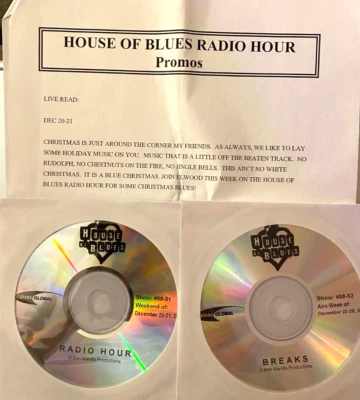 HOUSE OF BLUES RADIO HOUR
Promos
LIVE READ:
DEC 20-21
CHRISTMAS IS JUST AROUND THE CORNER MY FRIENDS. AS ALWAYS, WE LIKE TO LAY
SOME HOLIDAY MUSIC ON YOU. MUSIC THAT IS A LITTLE OFF THE BEATEN TRACK. NO
RUDOLPH, NO CHESTNUTS ON THE FIRE, NO JINGLE BELLS. THIS AIN'T NO WHITE
CHRISTMAS. IT IS A BLUE CHRISTMAS. JOIN ELWOOD THIS WEEK ON THE HOUSE OF
BLUES RADIO HOUR FOR SOME CHRISTMAS BLUES!
HOUSE
OF BLUES
GLOBAL
Show: #08-51
Weekend of:
December
RADIO HOUR
Productions
HOUSE
OF BLUES
GLOBAL
Show: #08-52
Airs Week of:
December
BREAKS
Productions